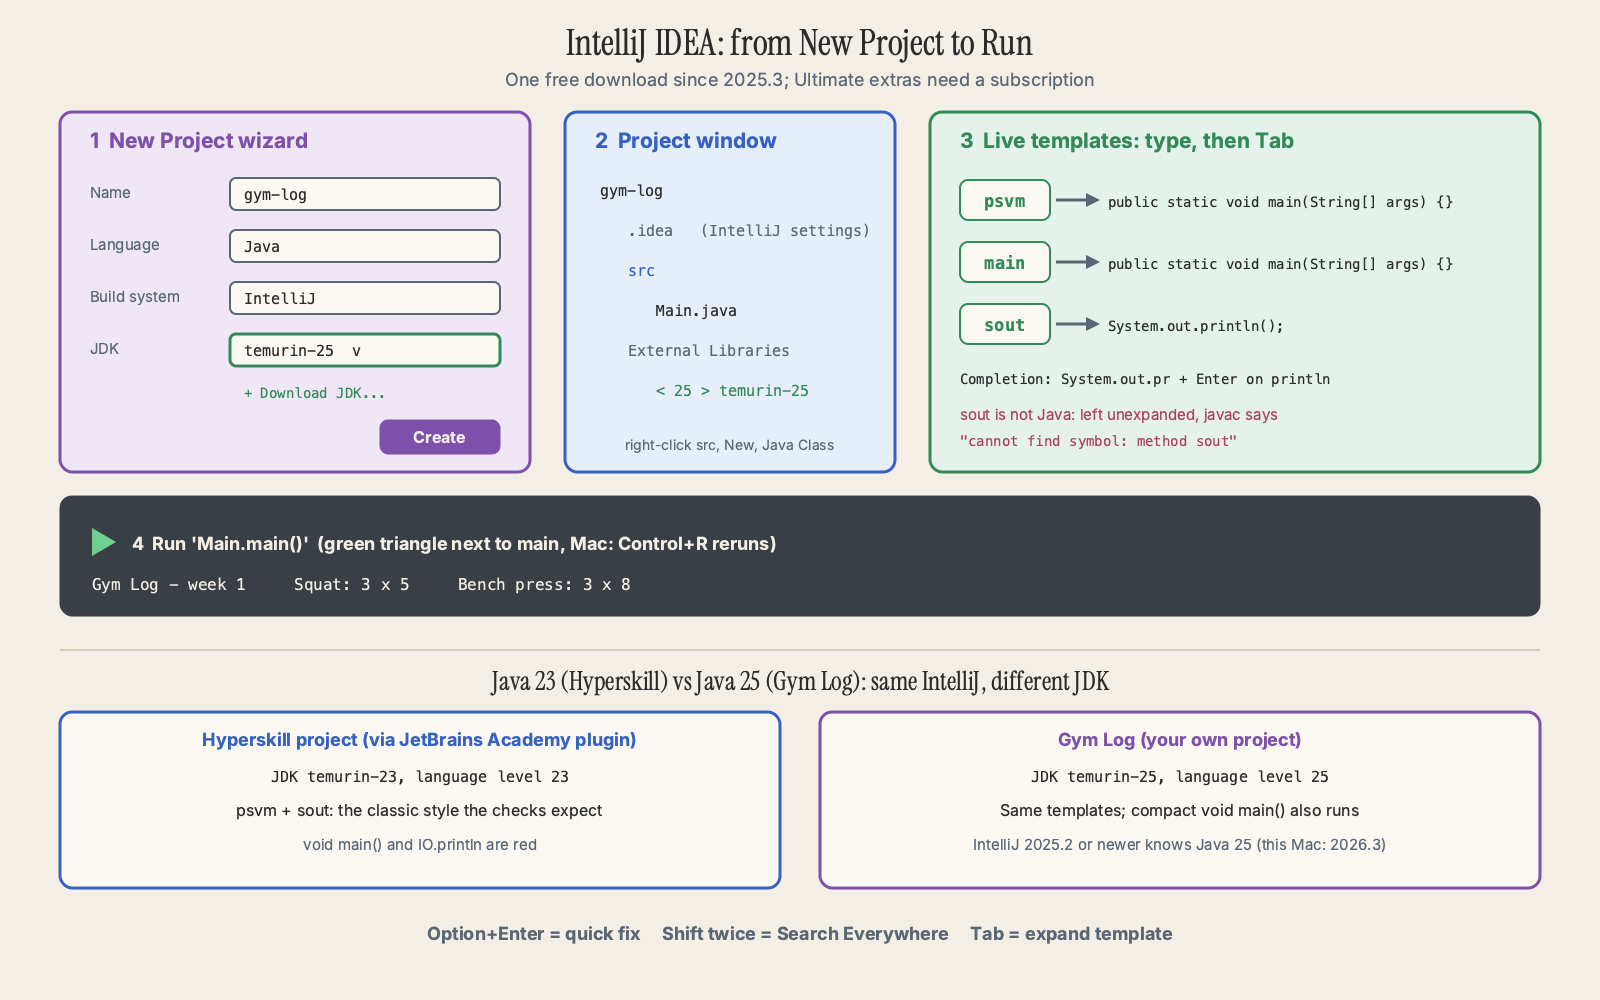 IntelliJ IDEA: from New Project to Run
One free download since 2025.3; Ultimate extras need a subscription
1 New Project wizard
Name
gym-log
Language
Java
Build system
IntelliJ
JDK
temurin-25 v
+ Download JDK...
Create
2 Project window
gym-log
.idea (IntelliJ settings)
src
Main.java
External Libraries
< 25 > temurin-25
right-click src, New, Java Class
3 Live templates: type, then Tab
psvm
public static void main(String[] args) {}
main
public static void main(String[] args) {}
sout
System.out.println();
Completion: System.out.pr + Enter on println
sout is not Java: left unexpanded, javac says
"cannot find symbol: method sout"
4 Run 'Main.main()' (green triangle next to main, Mac: Control+R reruns)
Gym Log – week 1 Squat: 3 x 5 Bench press: 3 x 8
Java 23 (Hyperskill) vs Java 25 (Gym Log): same IntelliJ, different JDK
Hyperskill project (via JetBrains Academy plugin)
JDK temurin-23, language level 23
psvm + sout: the classic style the checks expect
void main() and IO.println are red
Gym Log (your own project)
JDK temurin-25, language level 25
Same templates; compact void main() also runs
IntelliJ 2025.2 or newer knows Java 25 (this Mac: 2026.3)
Option+Enter = quick fix Shift twice = Search Everywhere Tab = expand template